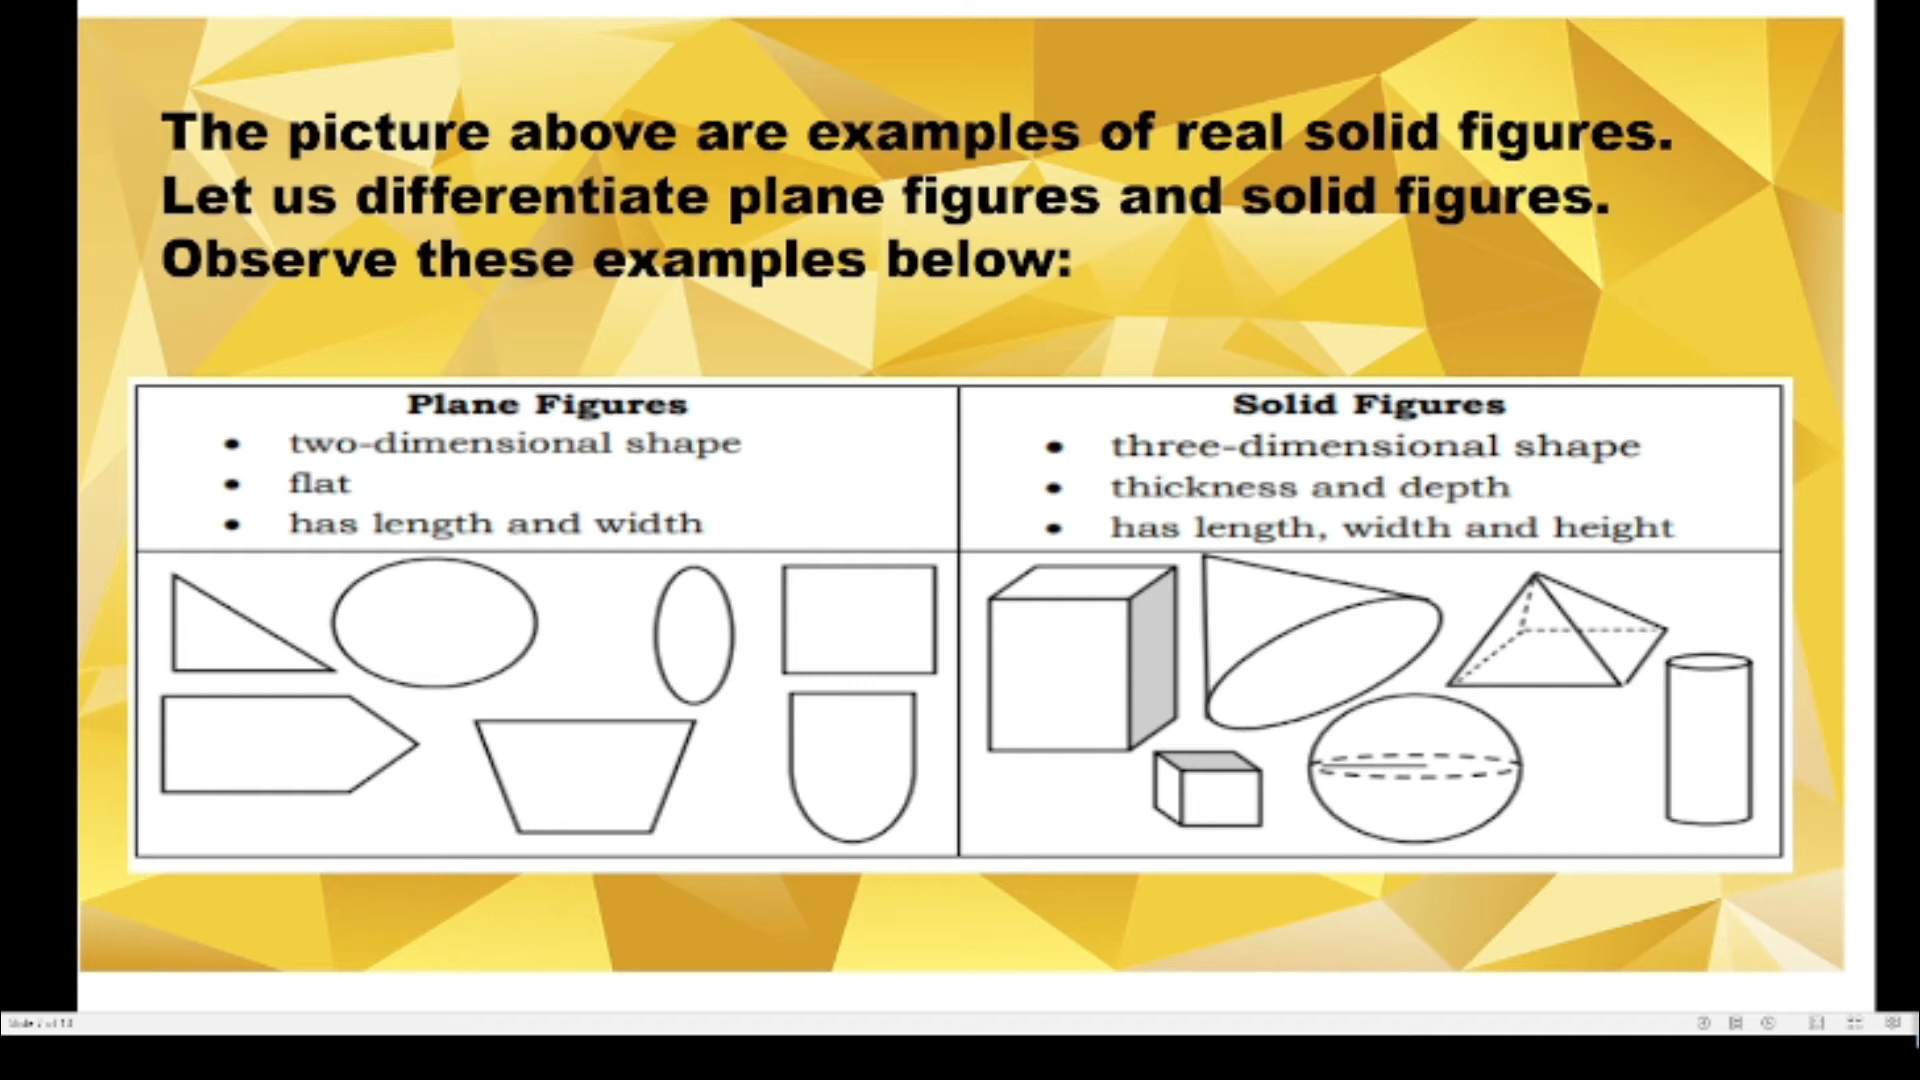 The picture above are examples of real solid figures.
Let us differentiate plane figures and solid figures.
Observe these examples below:
Plane Figures
• two-dimensional shape
• flat
• has length and width
Solid Figures
• three-dimensional shape
• thickness and depth
• has length, width and height